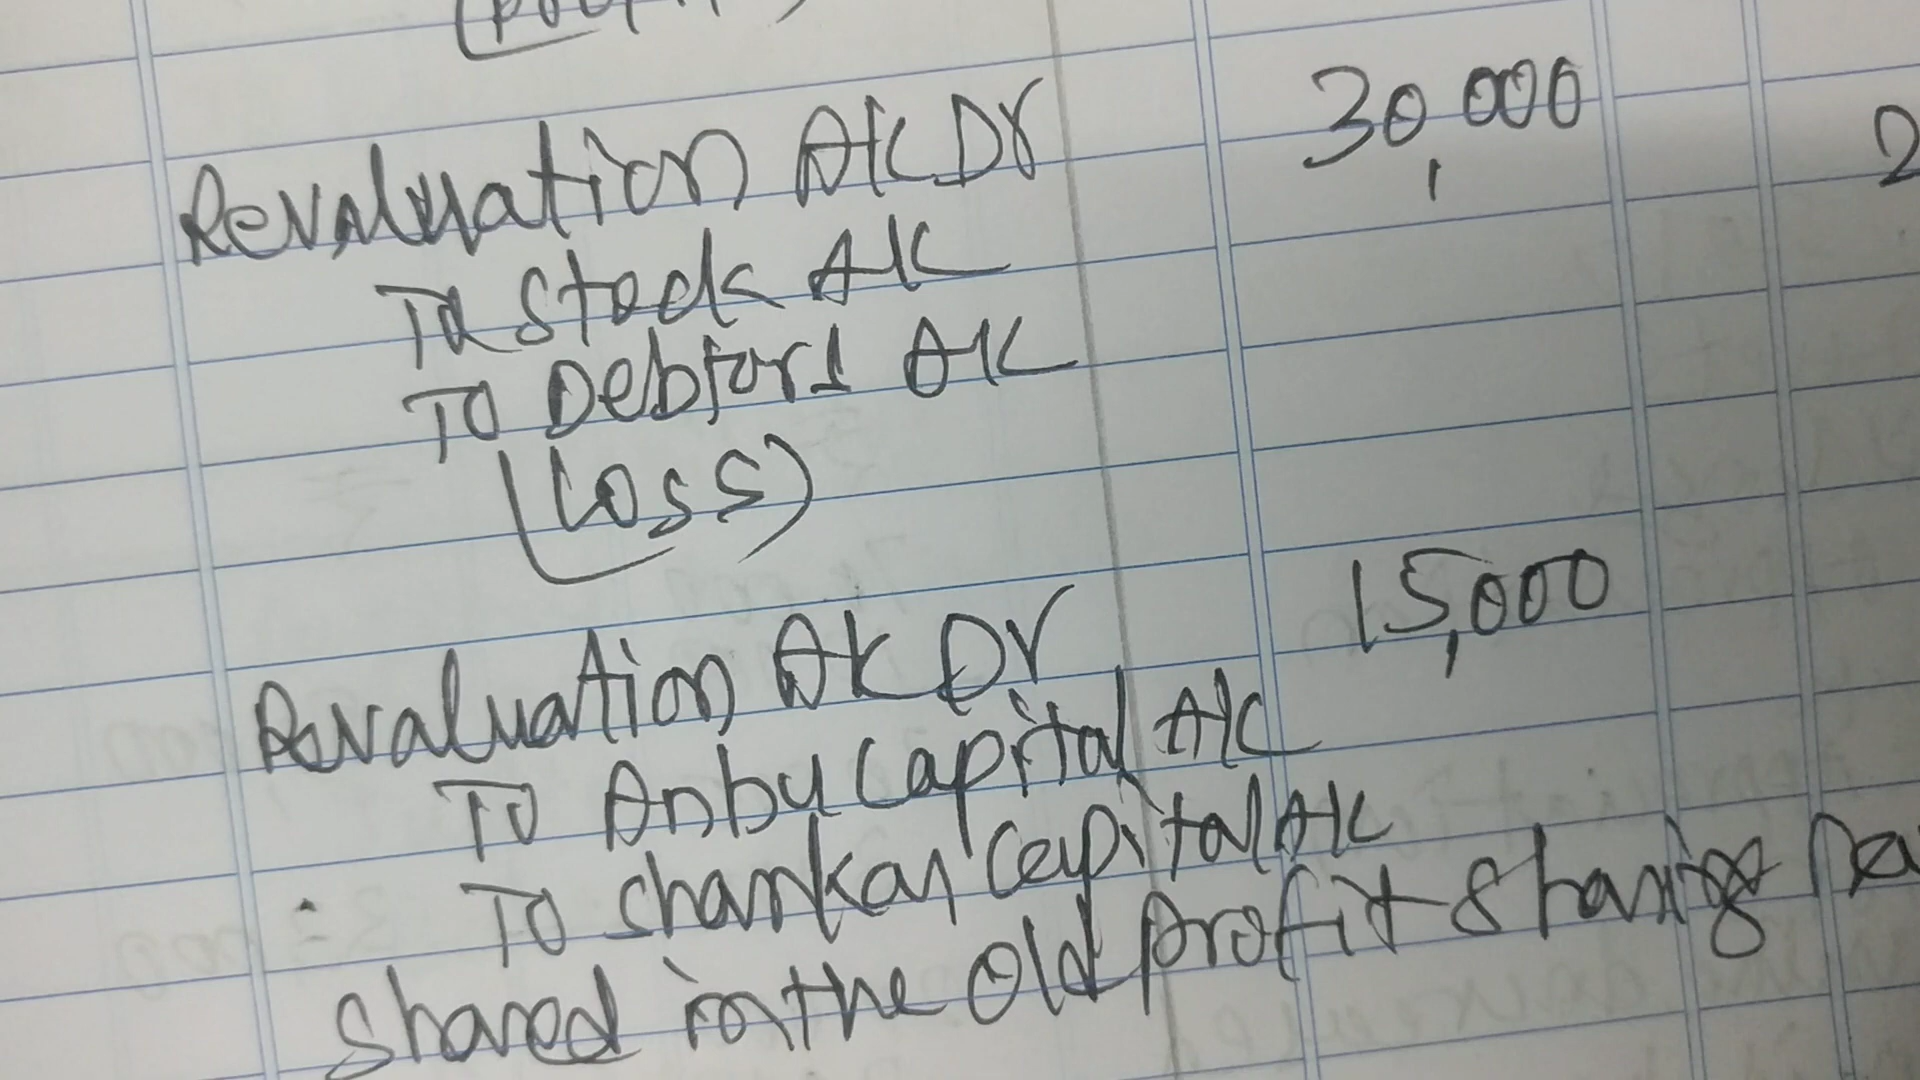 Revaluation A/C Dr 30,000
To Stock A/C
To Debtors A/C
(Loss)
Revaluation A/C Dr 15,000
To Anbu Capital A/C
To Shankar Capital A/C
Shared in the old profit sharing